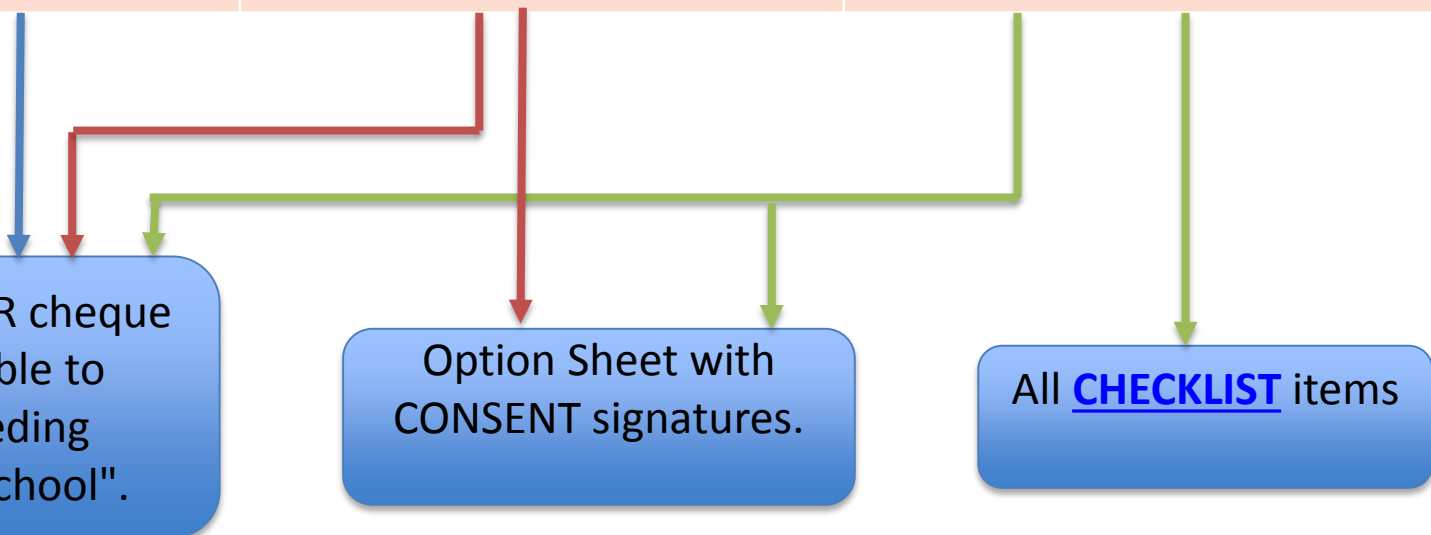 R cheque
ble to
eding
chool".
Option Sheet with
CONSENT signatures.
All CHECKLIST items